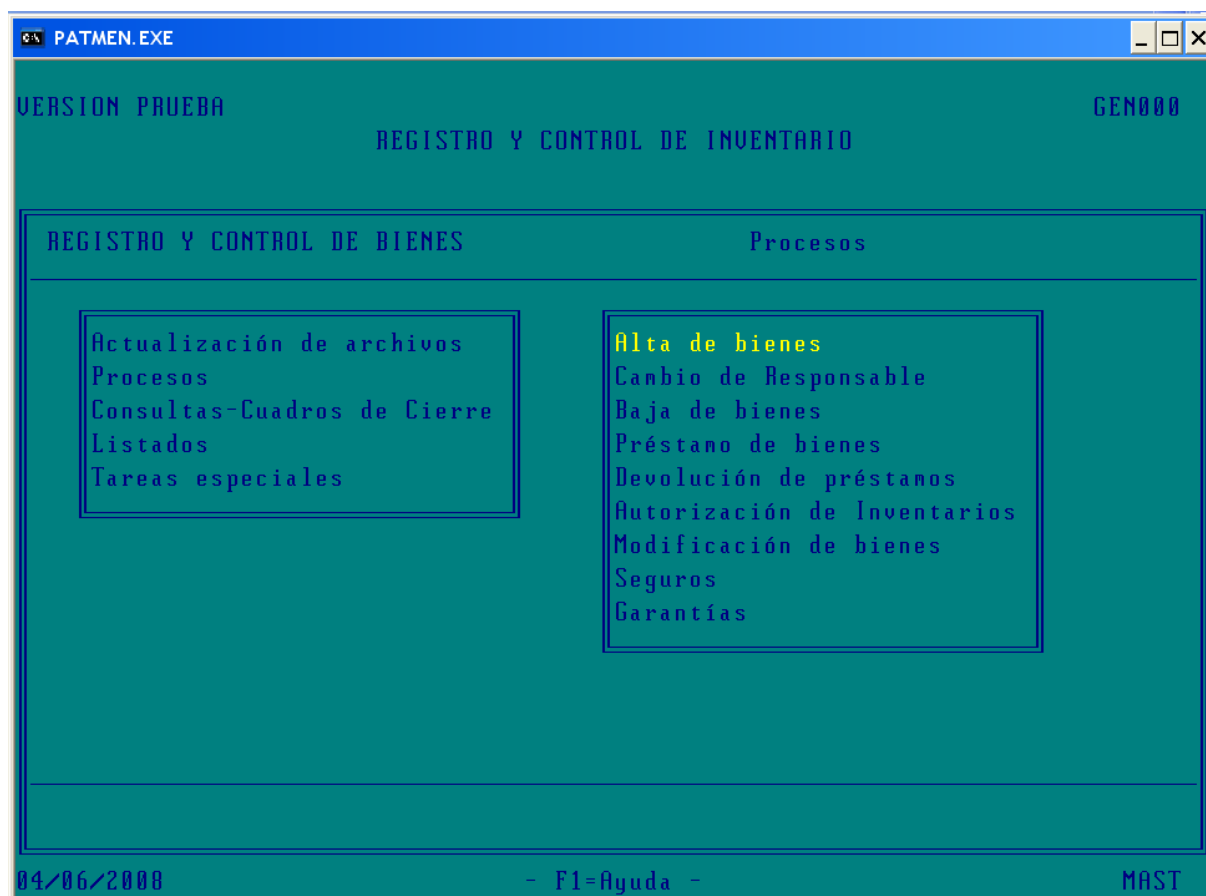 PATMEN.EXE
VERSION PRUEBA GEN000
REGISTRO Y CONTROL DE INVENTARIO
REGISTRO Y CONTROL DE BIENES Procesos
Actualización de archivos
Procesos
Consultas-Cuadros de Cierre
Listados
Tareas especiales
Alta de bienes
Cambio de Responsable
Baja de bienes
Préstamo de bienes
Devolución de préstamos
Autorización de Inventarios
Modificación de bienes
Seguros
Garantías
04/06/2008 - F1=Ayuda - MAST